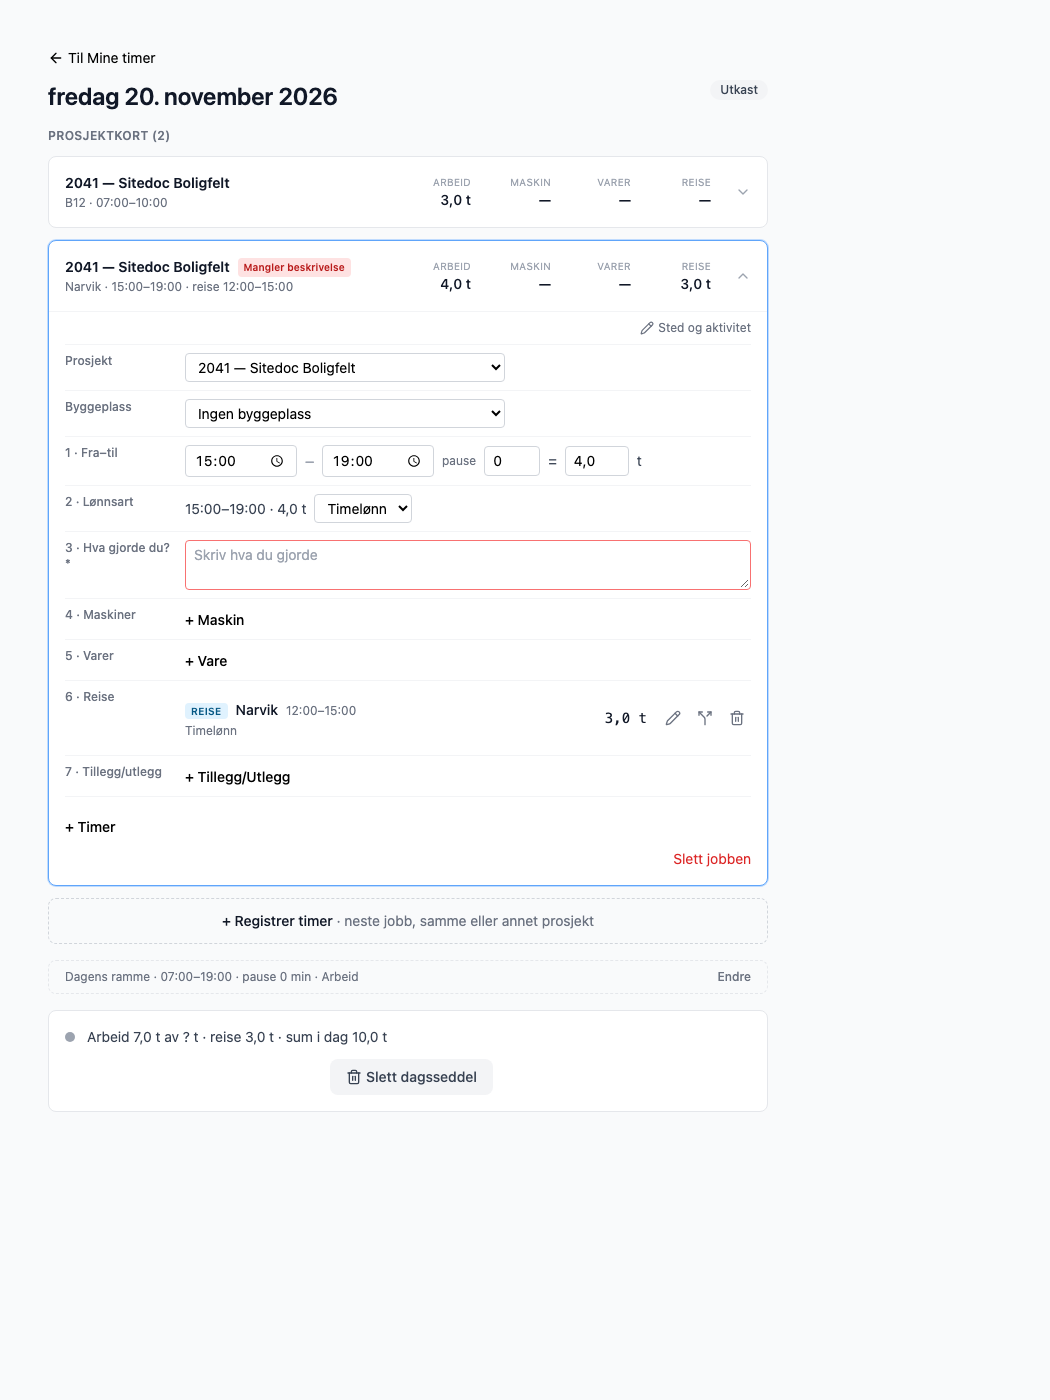 Til Mine timer
fredag 20. november 2026
Utkast
PROSJEKTKORT (2)
2041 — Sitedoc Boligfelt
B12 · 07:00–10:00
ARBEID MASKIN VARER REISE
3,0 t — — —
2041 — Sitedoc Boligfelt Mangler beskrivelse
Narvik · 15:00–19:00 · reise 12:00–15:00
ARBEID MASKIN VARER REISE
4,0 t — — 3,0 t
Sted og aktivitet
Prosjekt 2041 — Sitedoc Boligfelt
Byggeplass Ingen byggeplass
1 · Fra–til 15:00 – 19:00 pause 0 = 4,0 t
2 · Lønnsart 15:00–19:00 · 4,0 t Timelønn
3 · Hva gjorde du? *
Skriv hva du gjorde
4 · Maskiner + Maskin
5 · Varer + Vare
6 · Reise
REISE Narvik 12:00–15:00 3,0 t
Timelønn
7 · Tillegg/utlegg + Tillegg/Utlegg
+ Timer
Slett jobben
+ Registrer timer · neste jobb, samme eller annet prosjekt
Dagens ramme · 07:00–19:00 · pause 0 min · Arbeid Endre
Arbeid 7,0 t av ? t · reise 3,0 t · sum i dag 10,0 t
Slett dagsseddel